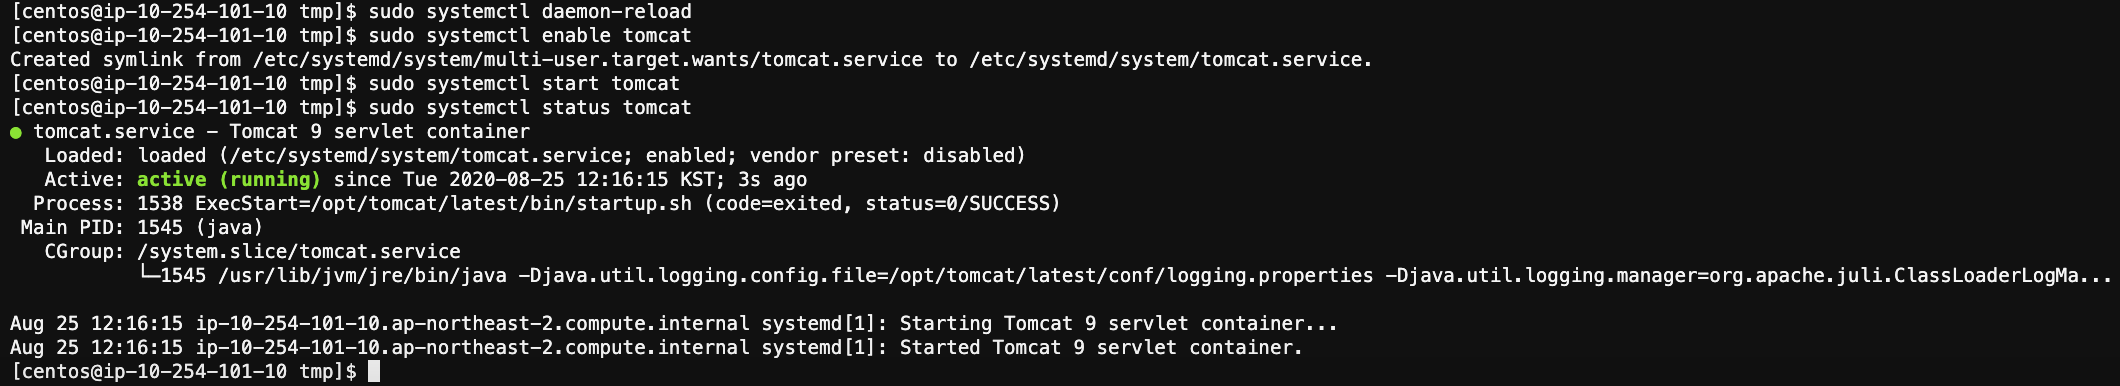 [centos@ip-10-254-101-10 tmp]$ sudo systemctl daemon-reload
[centos@ip-10-254-101-10 tmp]$ sudo systemctl enable tomcat
Created symlink from /etc/systemd/system/multi-user.target.wants/tomcat.service to /etc/systemd/system/tomcat.service.
[centos@ip-10-254-101-10 tmp]$ sudo systemctl start tomcat
[centos@ip-10-254-101-10 tmp]$ sudo systemctl status tomcat
● tomcat.service - Tomcat 9 servlet container
   Loaded: loaded (/etc/systemd/system/tomcat.service; enabled; vendor preset: disabled)
   Active: active (running) since Tue 2020-08-25 12:16:15 KST; 3s ago
  Process: 1538 ExecStart=/opt/tomcat/latest/bin/startup.sh (code=exited, status=0/SUCCESS)
 Main PID: 1545 (java)
   CGroup: /system.slice/tomcat.service
           └─1545 /usr/lib/jvm/jre/bin/java -Djava.util.logging.config.file=/opt/tomcat/latest/conf/logging.properties -Djava.util.logging.manager=org.apache.juli.ClassLoaderLogMa...
Aug 25 12:16:15 ip-10-254-101-10.ap-northeast-2.compute.internal systemd[1]: Starting Tomcat 9 servlet container...
Aug 25 12:16:15 ip-10-254-101-10.ap-northeast-2.compute.internal systemd[1]: Started Tomcat 9 servlet container.
[centos@ip-10-254-101-10 tmp]$